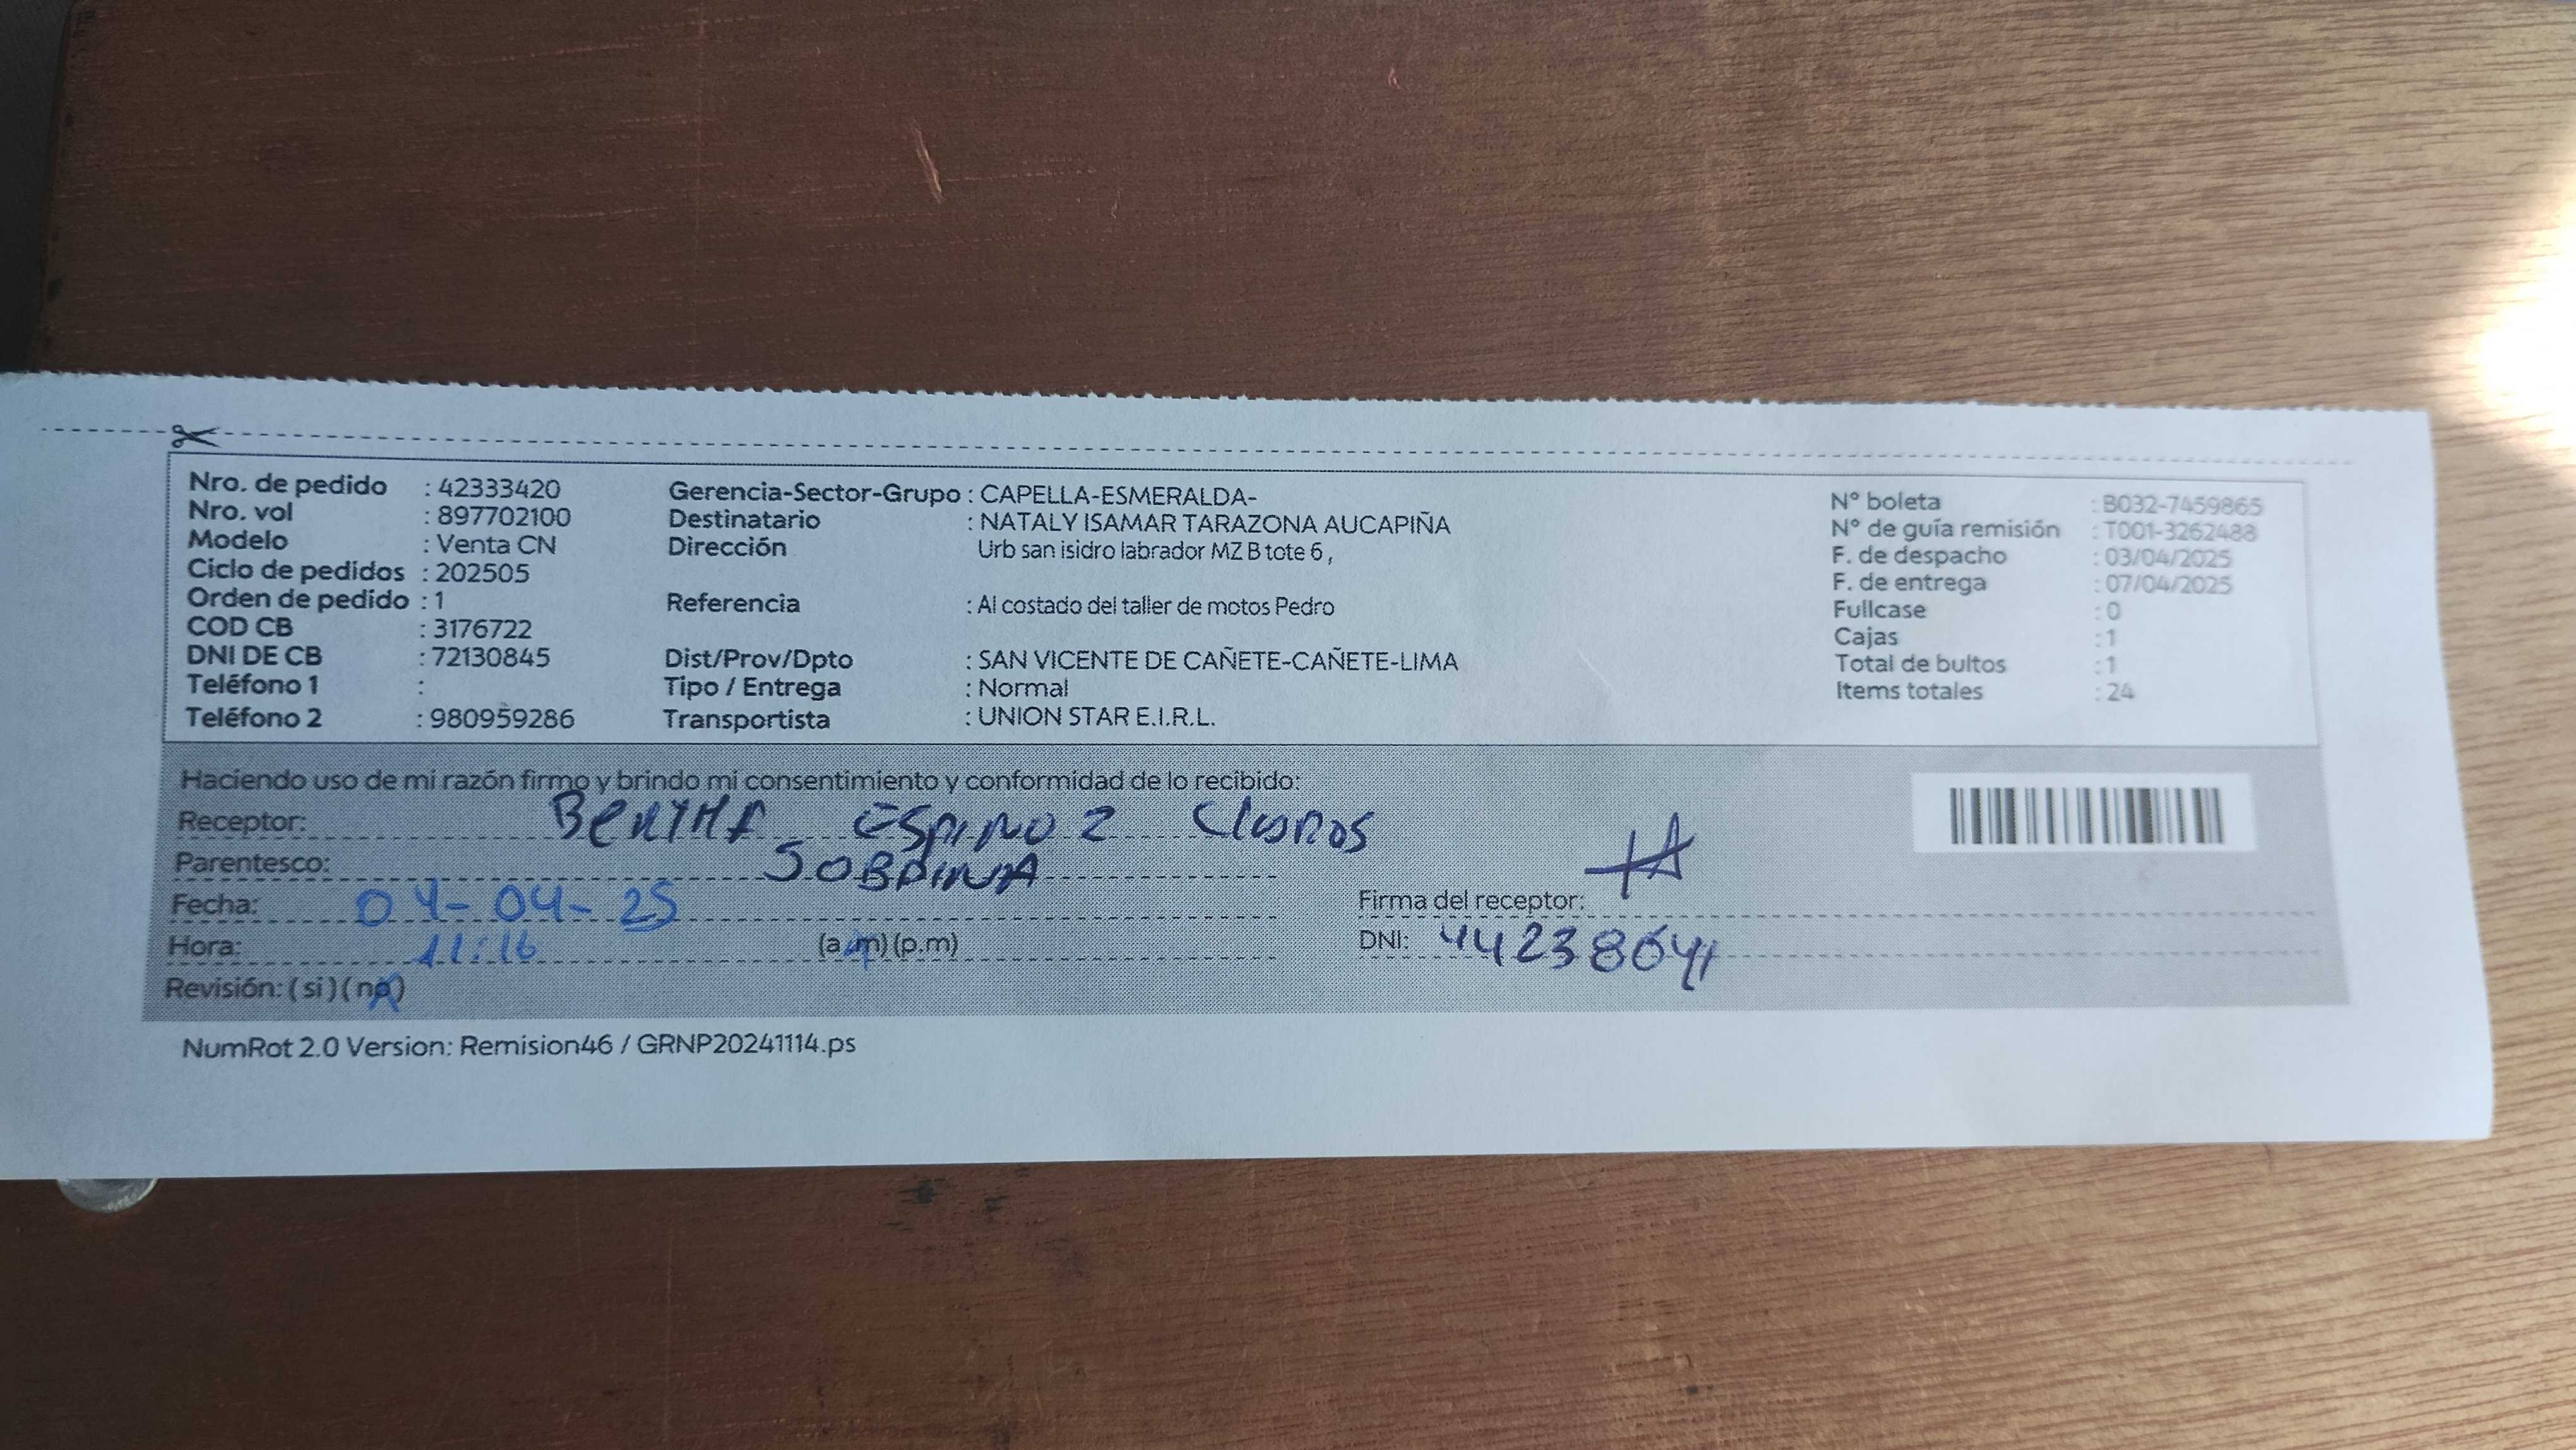 Nro. de pedido : 42333420
Nro. vol : 897702100
Modelo : Venta CN
Ciclo de pedidos : 202505
Orden de pedido : 1
COD CB : 3176722
DNI DE CB : 72130845
Teléfono 1 :
Teléfono 2 : 980959286
Gerencia-Sector-Grupo : CAPELLA-ESMERALDA-
Destinatario : NATALY ISAMAR TARAZONA AUCAPIÑA
Dirección Urb san isidro labrador MZ B tote 6 ,
Referencia : Al costado del taller de motos Pedro
Dist/Prov/Dpto : SAN VICENTE DE CAÑETE-CAÑETE-LIMA
Tipo / Entrega : Normal
Transportista : UNION STAR E.I.R.L.
N° boleta : B032-7459865
N° de guía remisión : T001-3262488
F. de despacho : 03/04/2025
F. de entrega : 07/04/2025
Fullcase : 0
Cajas : 1
Total de bultos : 1
Items totales : 24
Haciendo uso de mi razón firmo y brindo mi consentimiento y conformidad de lo recibido:
Receptor: BERTHA ESPINOZ
Parentesco: SOBRINA
Fecha: 04-04-25
Hora: 11:16 (a.m) (p.m)
Revisión: ( si ) ( no )
Firma del receptor:
DNI:
NumRot 2.0 Version: Remision46 / GRNP20241114.ps